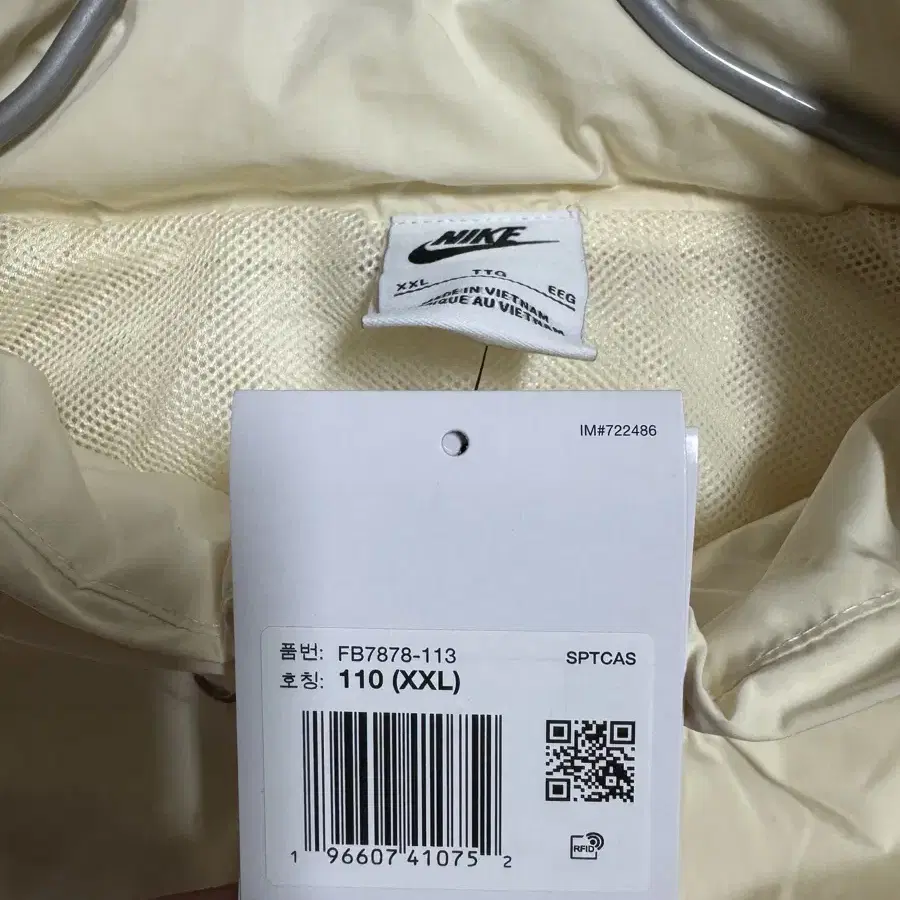 NIKE
XXL TTG EEG
MADE IN VIETNAM
AU VIETNAM
IM#722486
품번: FB7878-113 SPTCAS
호칭: 110 (XXL)
1 96607 41075 2
RFID